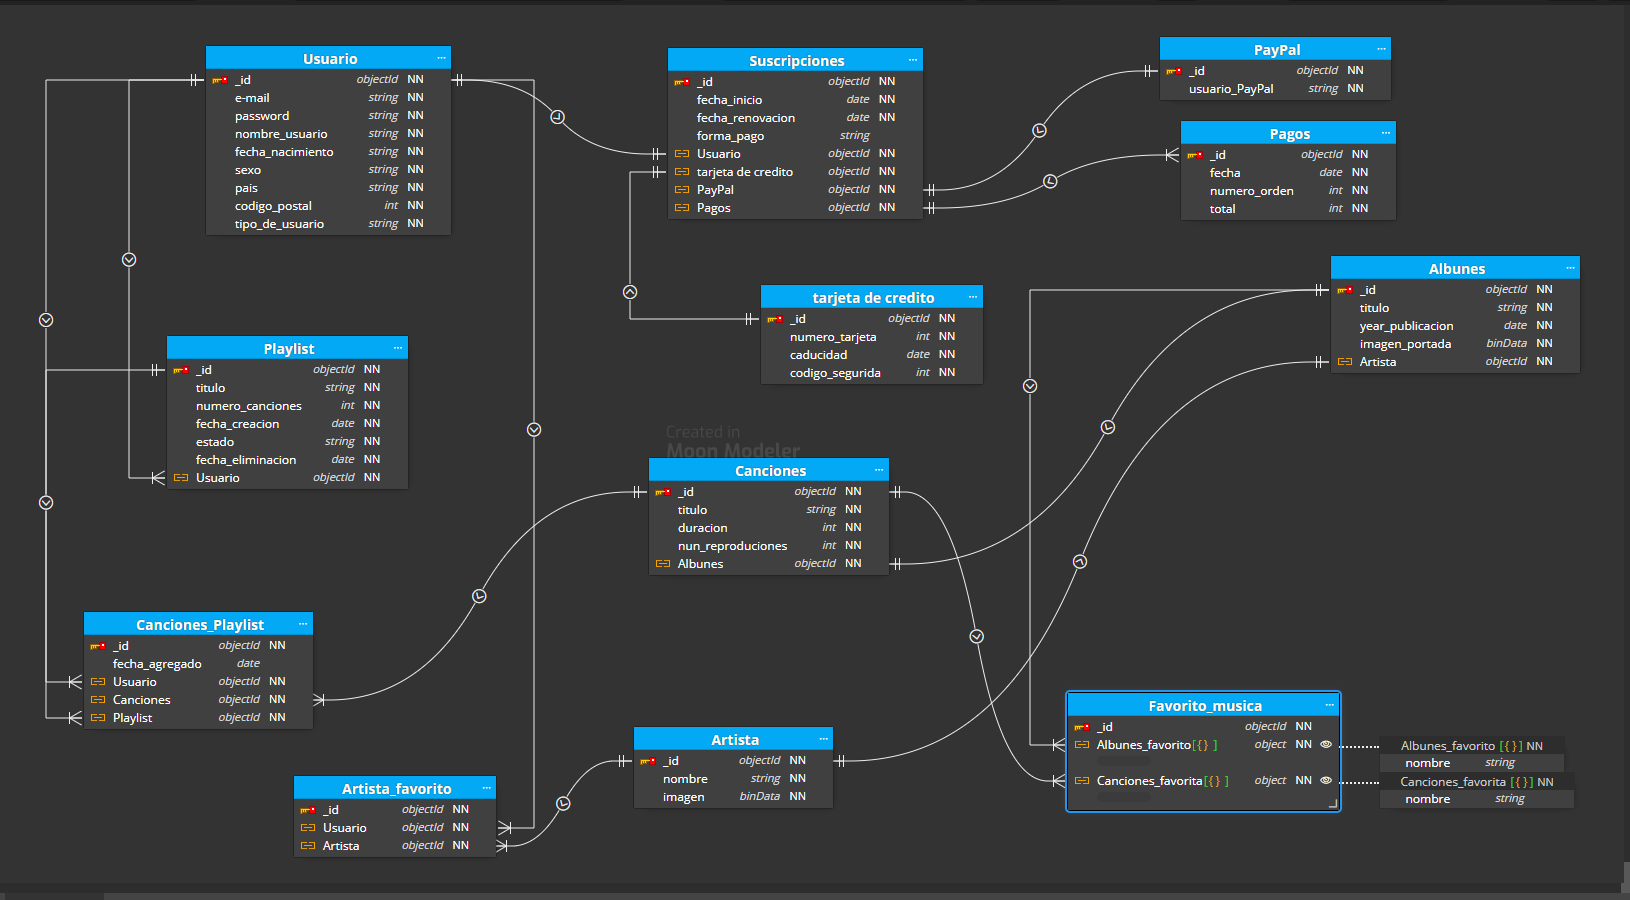 Usuario ...
_id objectId NN
e-mail string NN
password string NN
nombre_usuario string NN
fecha_nacimiento string NN
sexo string NN
pais string NN
codigo_postal int NN
tipo_de_usuario string NN
Suscripciones ...
_id objectId NN
fecha_inicio date NN
fecha_renovacion date NN
forma_pago string
Usuario objectId NN
tarjeta de credito objectId NN
PayPal objectId NN
Pagos objectId NN
PayPal ...
_id objectId NN
usuario_PayPal string NN
Pagos ...
_id objectId NN
fecha date NN
numero_orden int NN
total int NN
Albunes ...
_id objectId NN
titulo string NN
year_publicacion date NN
imagen_portada binData NN
Artista objectId NN
tarjeta de credito ...
_id objectId NN
numero_tarjeta int NN
caducidad date NN
codigo_segurida int NN
Playlist ...
_id objectId NN
titulo string NN
numero_canciones int NN
fecha_creacion date NN
estado string NN
fecha_eliminacion date NN
Usuario objectId NN
Created in
Moon Modeler
Canciones ...
_id objectId NN
titulo string NN
duracion int NN
nun_reproduciones int NN
Albunes objectId NN
Canciones_Playlist ...
_id objectId NN
fecha_agregado date
Usuario objectId NN
Canciones objectId NN
Playlist objectId NN
Artista ...
_id objectId NN
nombre string NN
imagen binData NN
Artista_favorito ...
_id objectId NN
Usuario objectId NN
Artista objectId NN
Favorito_musica ...
_id objectId NN
Albunes_favorito[{} ] object NN
Canciones_favorita[{} ] object NN
Albunes_favorito [{}] NN
nombre string
Canciones_favorita [{}] NN
nombre string